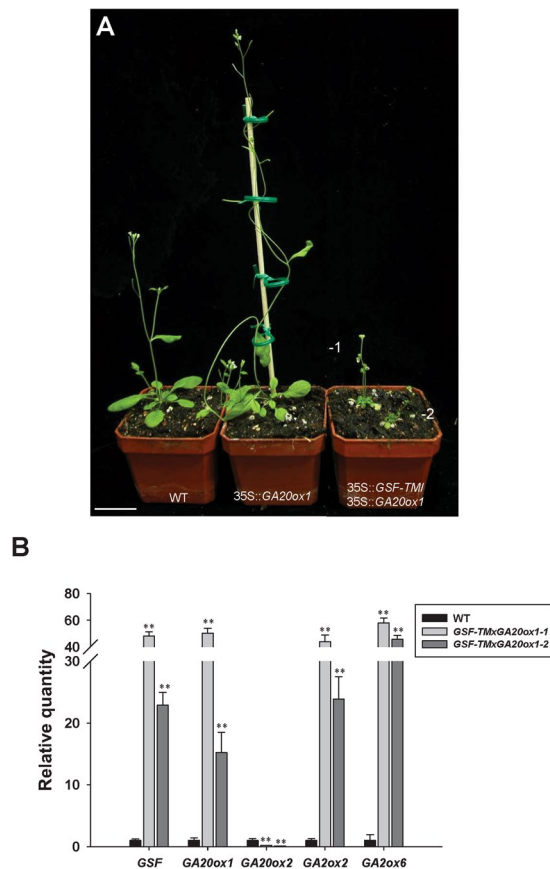 A
-1
-2
WT
35S::GA20ox1
35S::GSF-TMI
35S::GA20ox1
B
Relative quantity
80
60
40
30
20
10
0
**
**
**
**
**
**
**
**
**
**
WT
GSF-TMxGA20ox1-1
GSF-TMxGA20ox1-2
GSF
GA20ox1
GA20ox2
GA2ox2
GA2ox6